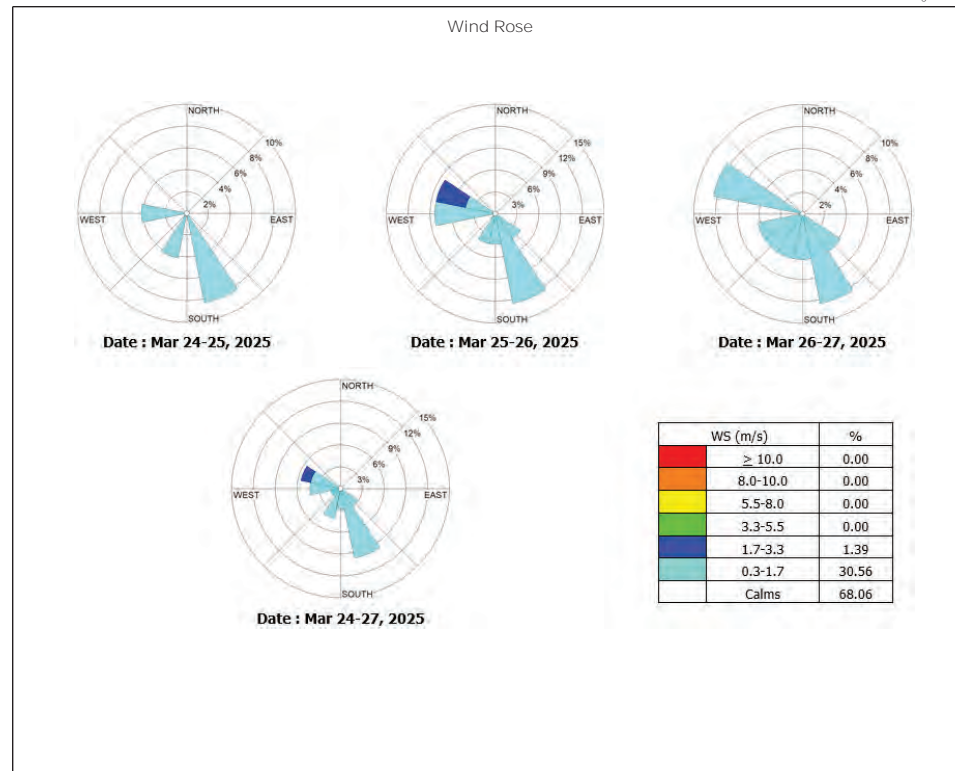 Wind Rose
NORTH
10%
8%
6%
4%
2%
WEST
EAST
SOUTH
Date : Mar 24-25, 2025
NORTH
15%
12%
9%
6%
3%
WEST
EAST
SOUTH
Date : Mar 25-26, 2025
NORTH
10%
8%
6%
4%
2%
WEST
EAST
SOUTH
Date : Mar 26-27, 2025
NORTH
15%
12%
9%
6%
3%
WEST
EAST
SOUTH
Date : Mar 24-27, 2025
WS (m/s) %
≥ 10.0 0.00
8.0-10.0 0.00
5.5-8.0 0.00
3.3-5.5 0.00
1.7-3.3 1.39
0.3-1.7 30.56
Calms 68.06